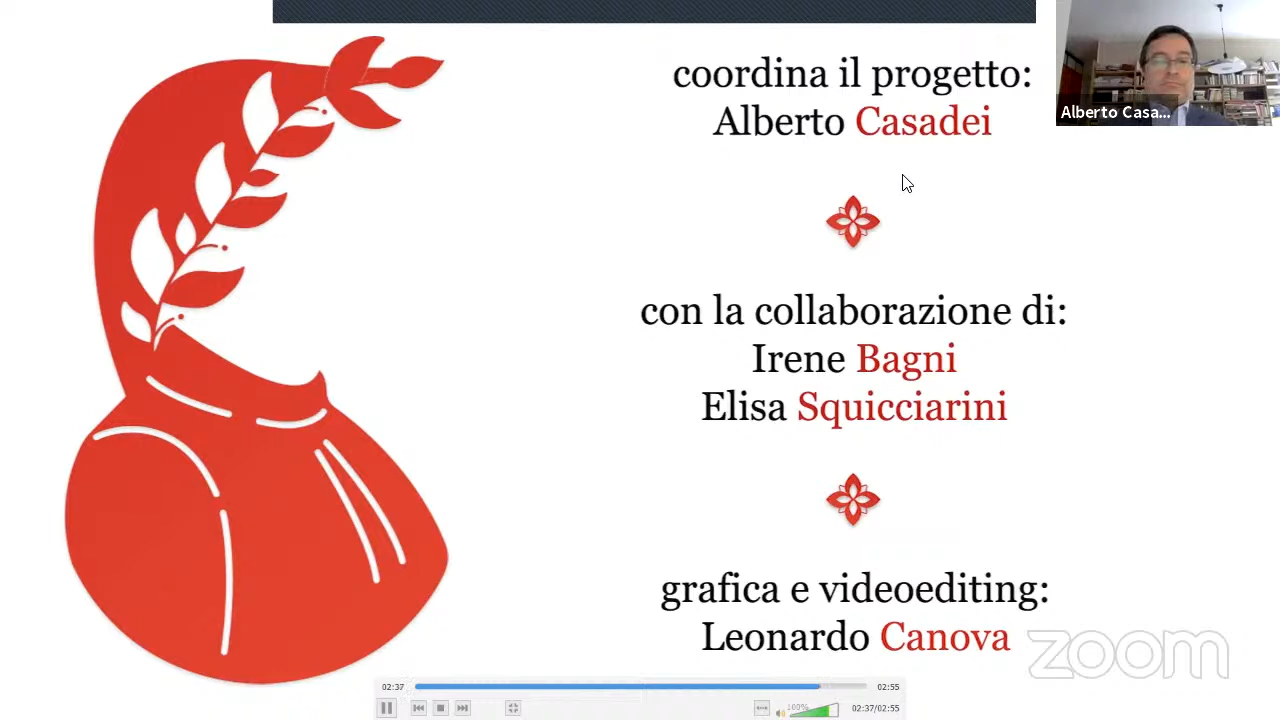 coordina il progetto:
Alberto Casadei
Alberto Casa...
con la collaborazione di:
Irene Bagni
Elisa Squicciarini
grafica e videoediting:
Leonardo Canova
zoom
02:37
02:55
100%
02:37/02:55